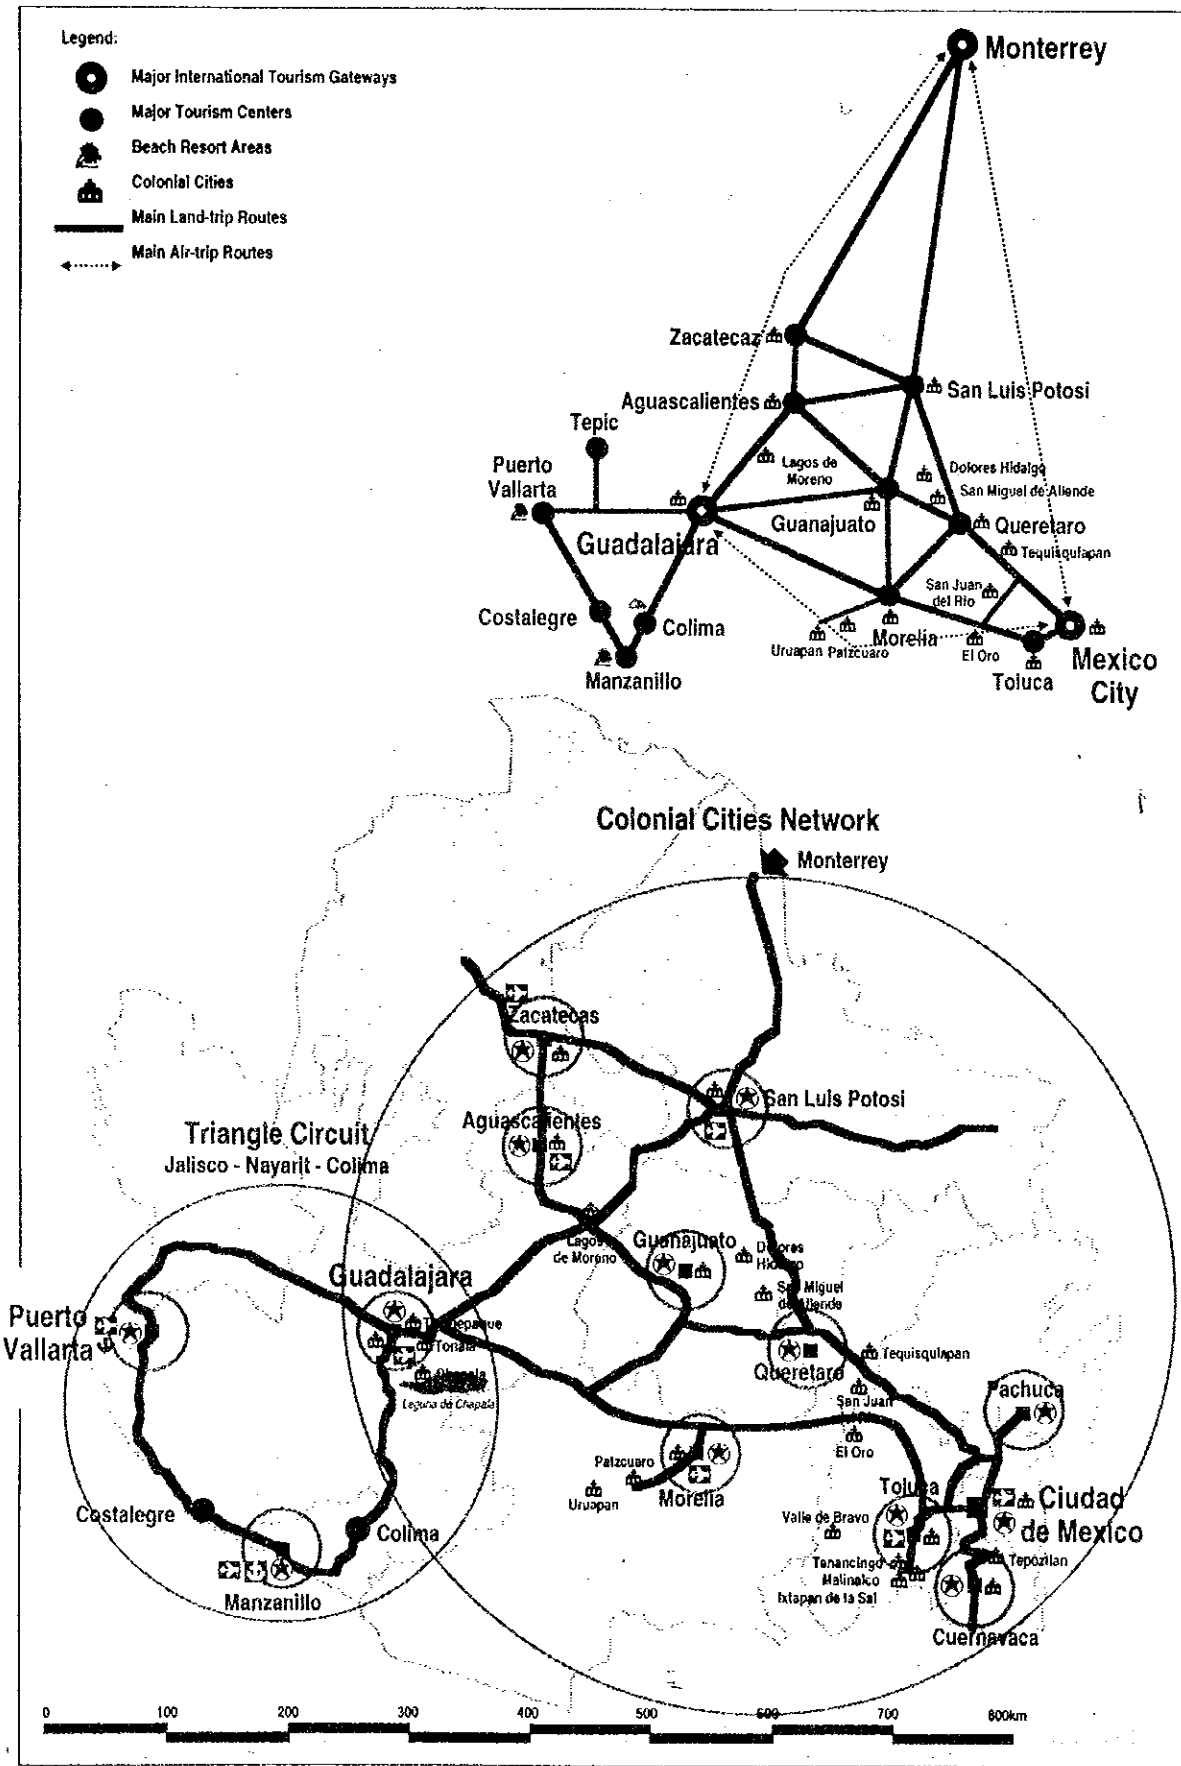 Legend:
Major International Tourism Gateways
Major Tourism Centers
Beach Resort Areas
Colonial Cities
Main Land-trip Routes
Main Air-trip Routes
Monterrey
Zacatecaz
San Luis Potosi
Aguascalientes
Tepic
Puerto
Vallarta
Lagos de
Moreno
Dolores Hidalgo
San Miguel de Allende
Guanajuato
Queretaro
Guadalajara
Tequisquiapan
San Juan
del Rio
Costalegre
Colima
Morelia
Uruapan Patzcuaro
El Oro
Mexico
City
Manzanillo
Toluca
Colonial Cities Network
Monterrey
Zacatecas
San Luis Potosi
Aguascalientes
Triangle Circuit
Jalisco - Nayarit - Colima
Lagos
de Moreno
Guanajuato
Dolores
Hidalgo
San Miguel
de Allende
Guadalajara
Puerto
Vallarta
Tlaquepaque
Tonala
Chapala
Laguna de Chapala
Queretaro
Tequisquiapan
Pachuca
San Juan
El Oro
Patzcuaro
Uruapan
Morelia
Toluca
Valle de Bravo
Ciudad
de Mexico
Costalegre
Colima
Tenancingo
Malinalco
Ixtapan de la Sal
Tepoztlan
Manzanillo
Cuernavaca
0 100 200 300 400 500 600 700 800km